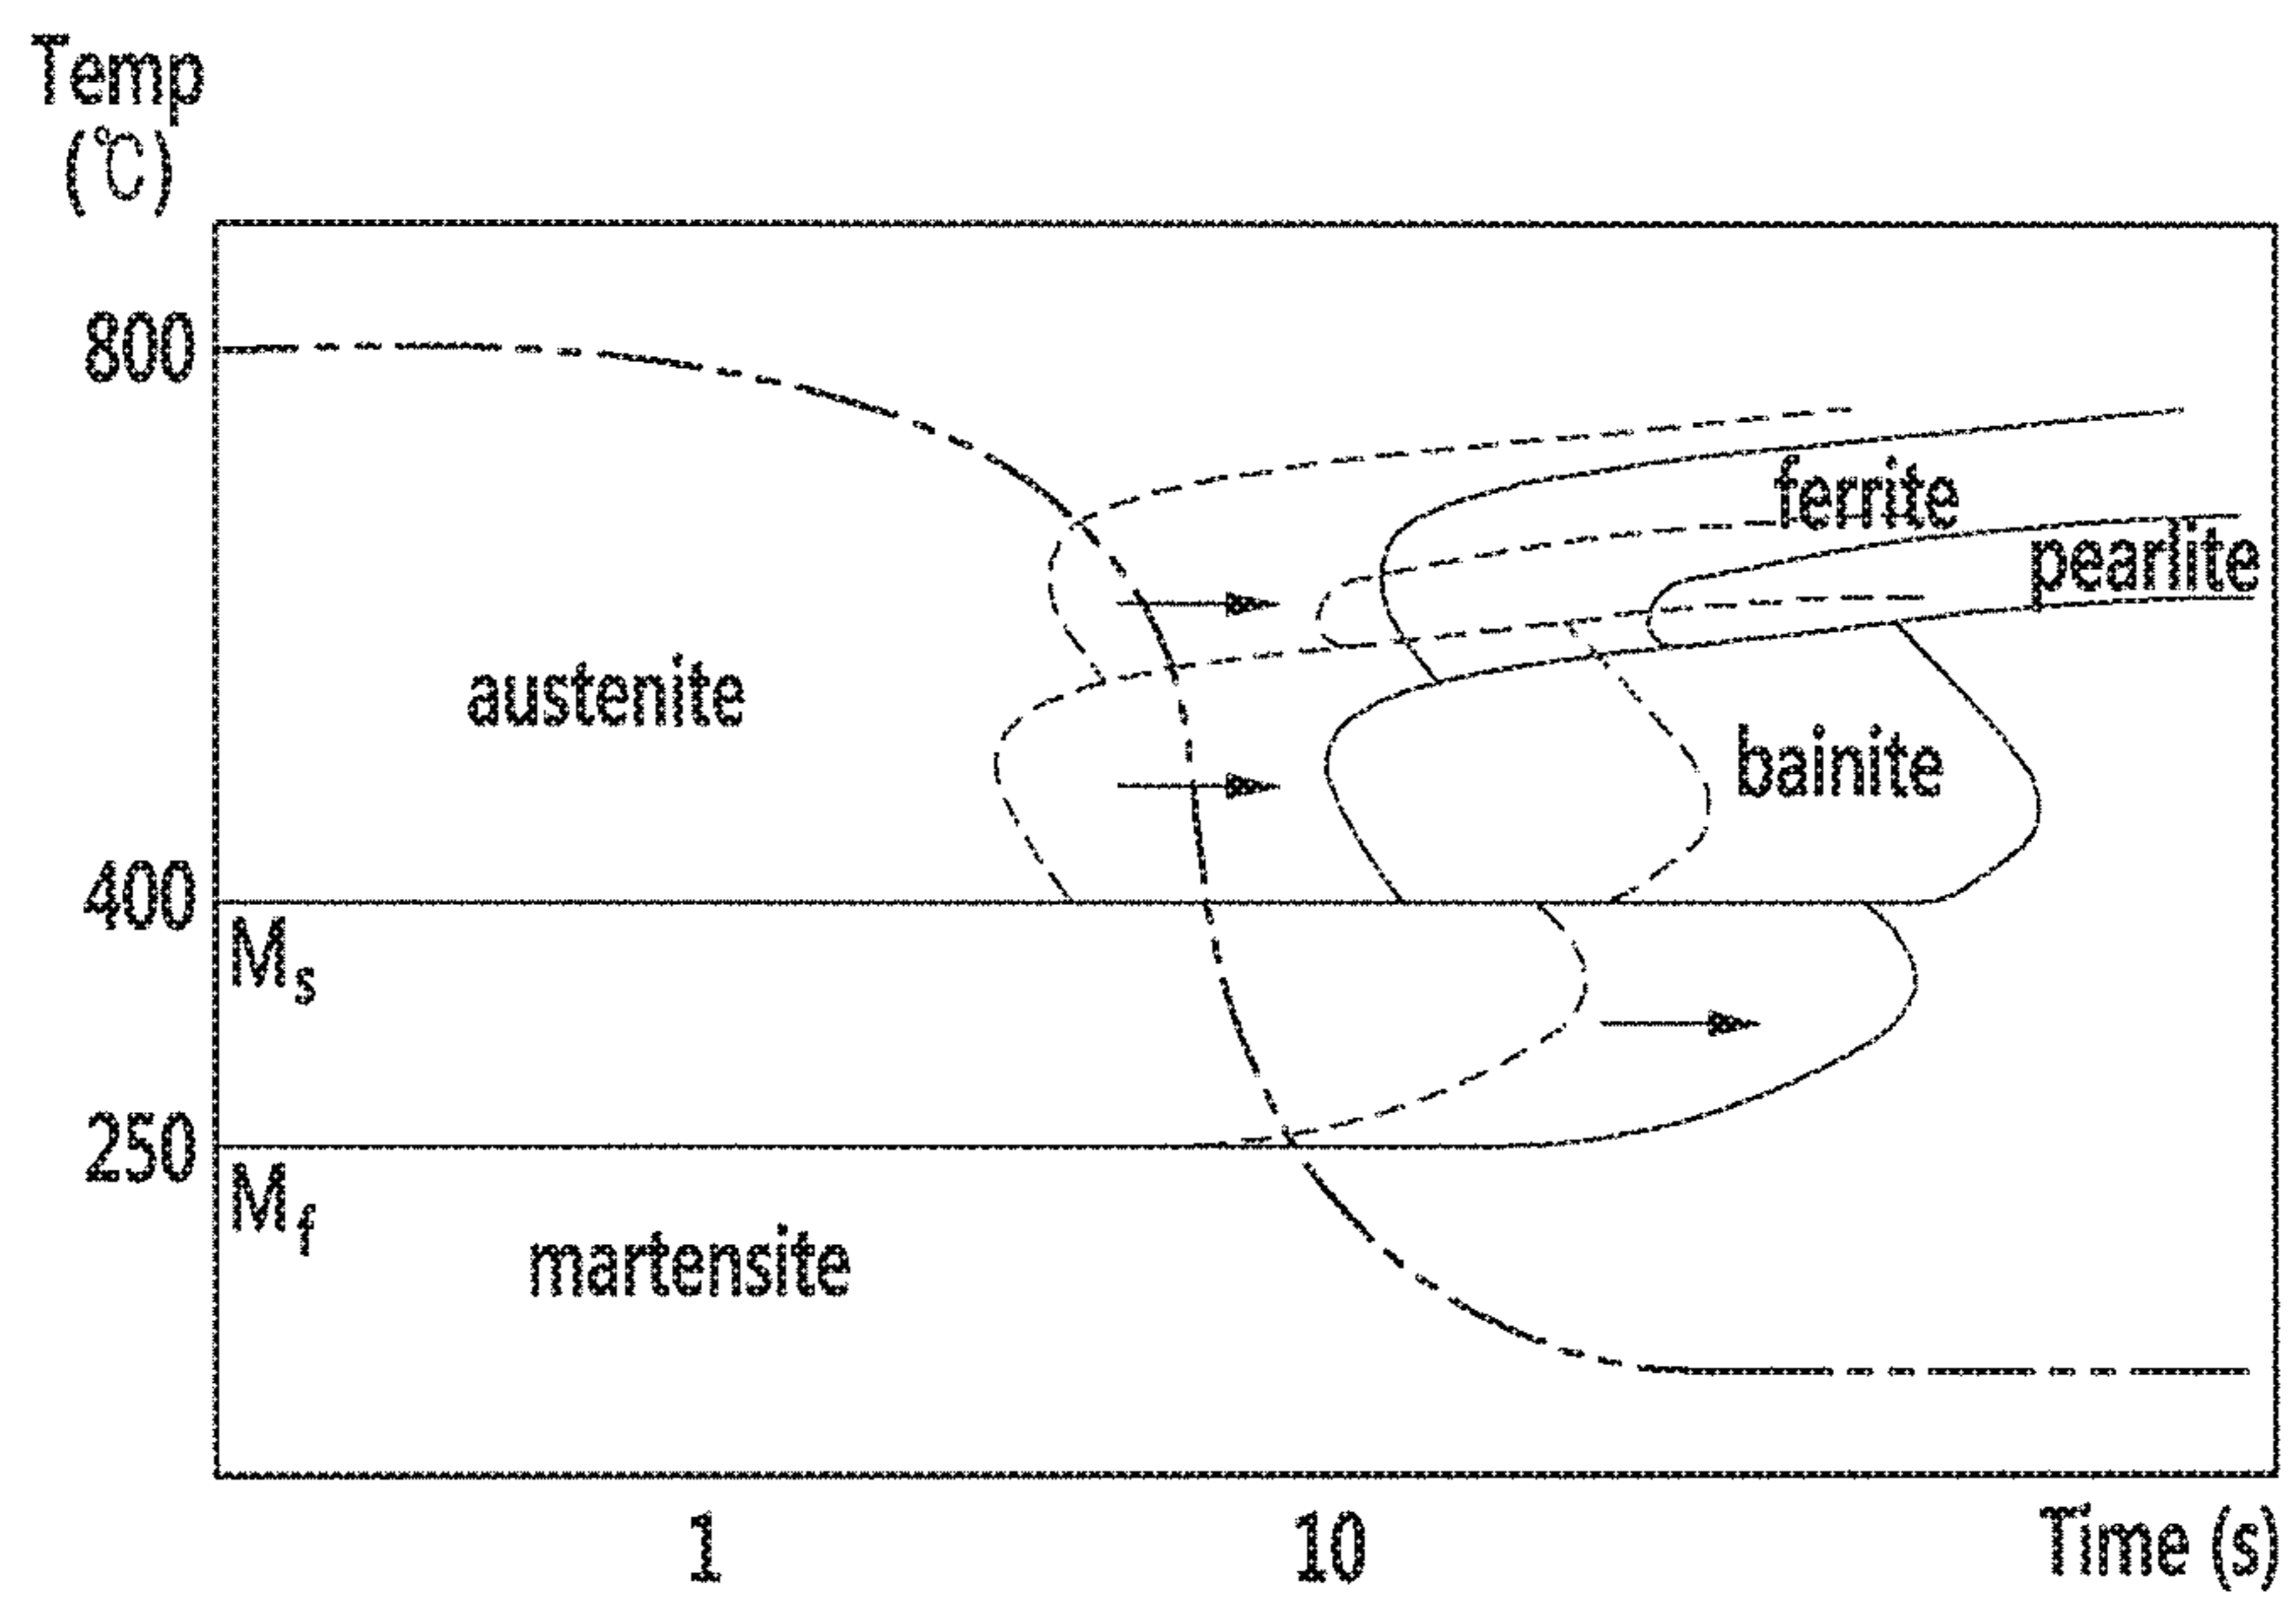 Temp
(℃)
800
ferrite
pearlite
austenite
bainite
400
Ms
250
Mf
martensite
1
10
Time (s)